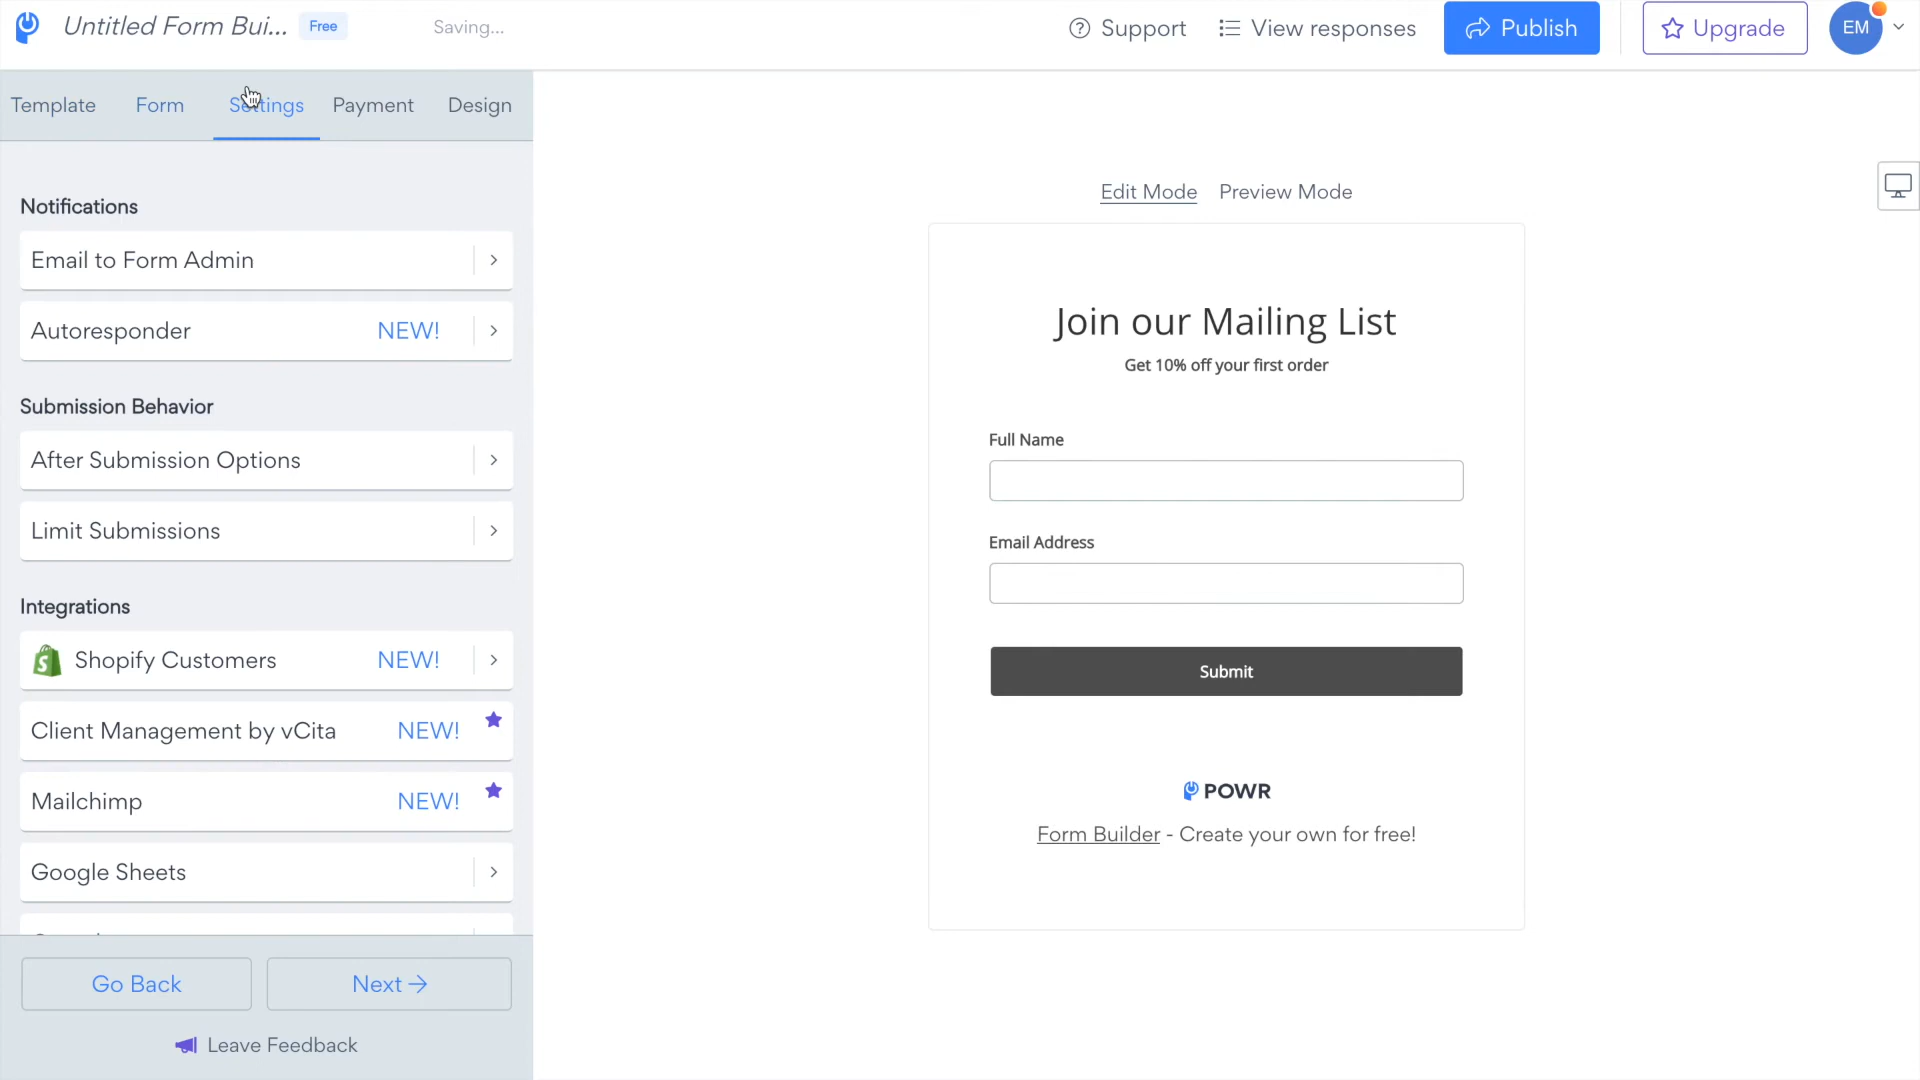 Untitled Form Bui...
Free
Saving...
Support
View responses
Publish
Upgrade
EM
Template
Form
Settings
Payment
Design
Notifications
Email to Form Admin
Autoresponder
NEW!
Submission Behavior
After Submission Options
Limit Submissions
Integrations
Shopify Customers
NEW!
Client Management by vCita
NEW!
Mailchimp
NEW!
Google Sheets
Go Back
Next →
Leave Feedback
Edit Mode
Preview Mode
Join our Mailing List
Get 10% off your first order
Full Name
Email Address
Submit
POWR
Form Builder - Create your own for free!